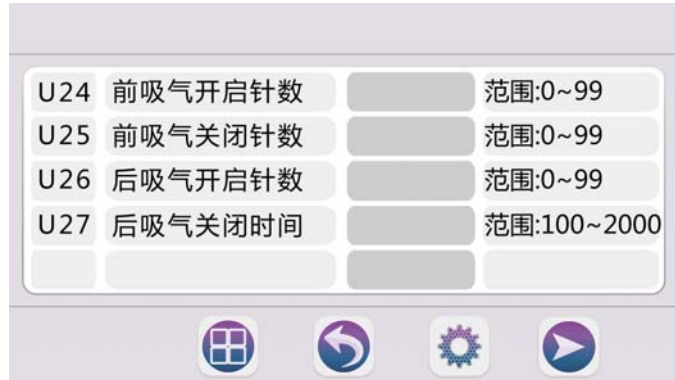 U24 前吸气开启针数 范围:0~99
U25 前吸气关闭针数 范围:0~99
U26 后吸气开启针数 范围:0~99
U27 后吸气关闭时间 范围:100~2000